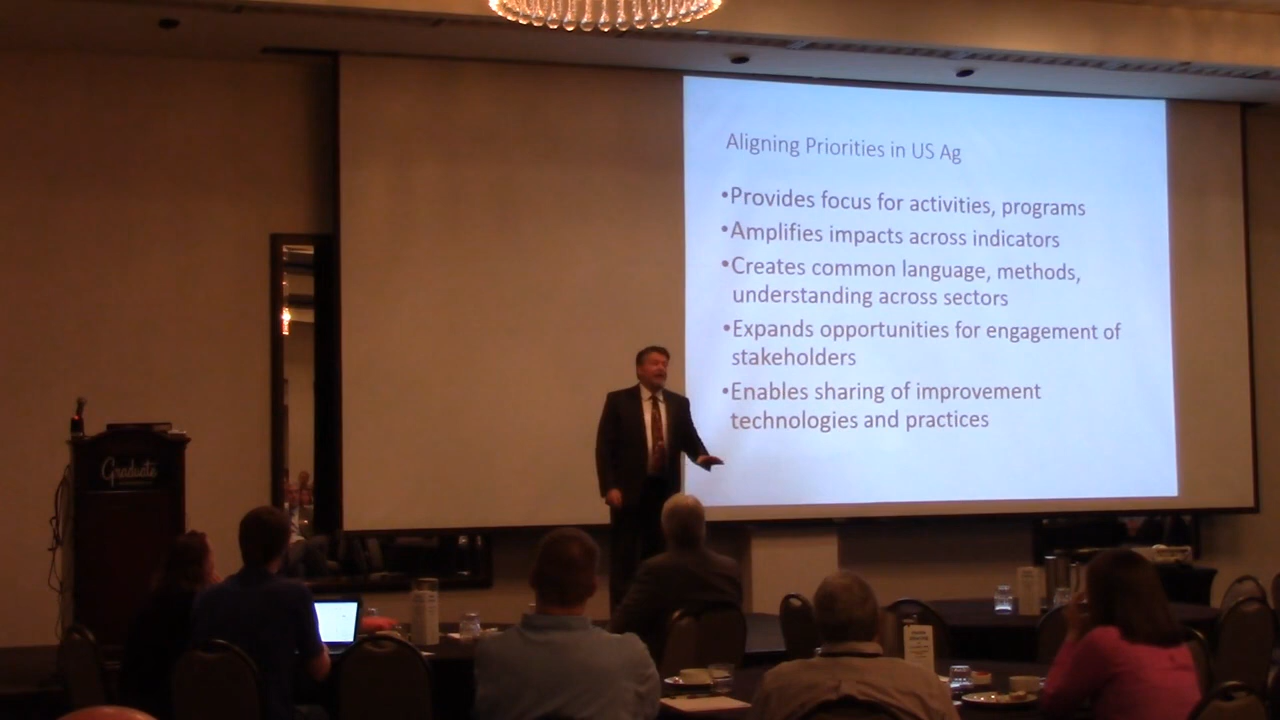 Aligning Priorities in US Ag
•Provides focus for activities, programs
•Amplifies impacts across indicators
•Creates common language, methods,
understanding across sectors
•Expands opportunities for engagement of
stakeholders
•Enables sharing of improvement
technologies and practices
Graduate